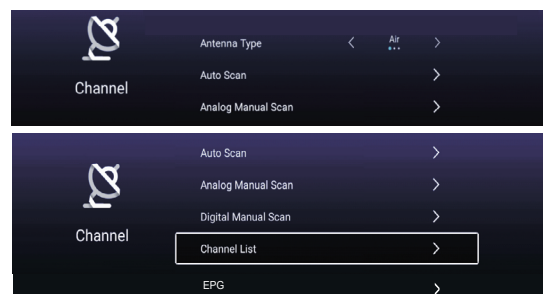 Antenna Type
Air
Auto Scan
Channel
Analog Manual Scan
Auto Scan
Analog Manual Scan
Digital Manual Scan
Channel
Channel List
EPG